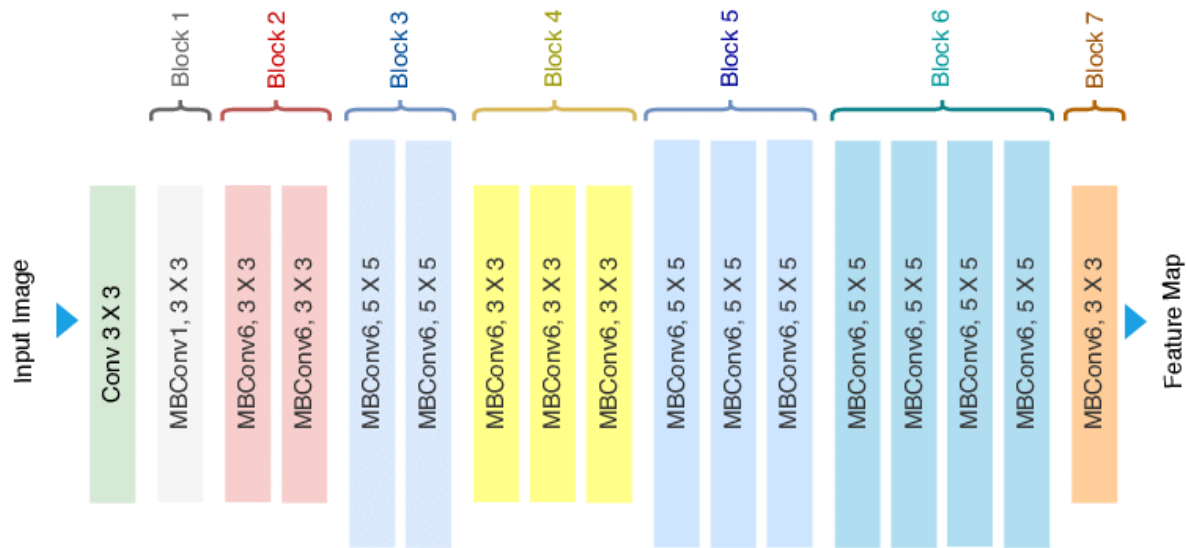 Block 1
Block 2
Block 3
Block 4
Block 5
Block 6
Block 7
Input Image
Conv 3 X 3
MBConv1, 3 X 3
MBConv6, 3 X 3
MBConv6, 3 X 3
MBConv6, 5 X 5
MBConv6, 5 X 5
MBConv6, 3 X 3
MBConv6, 3 X 3
MBConv6, 3 X 3
MBConv6, 5 X 5
MBConv6, 5 X 5
MBConv6, 5 X 5
MBConv6, 5 X 5
MBConv6, 5 X 5
MBConv6, 5 X 5
MBConv6, 5 X 5
MBConv6, 3 X 3
Feature Map